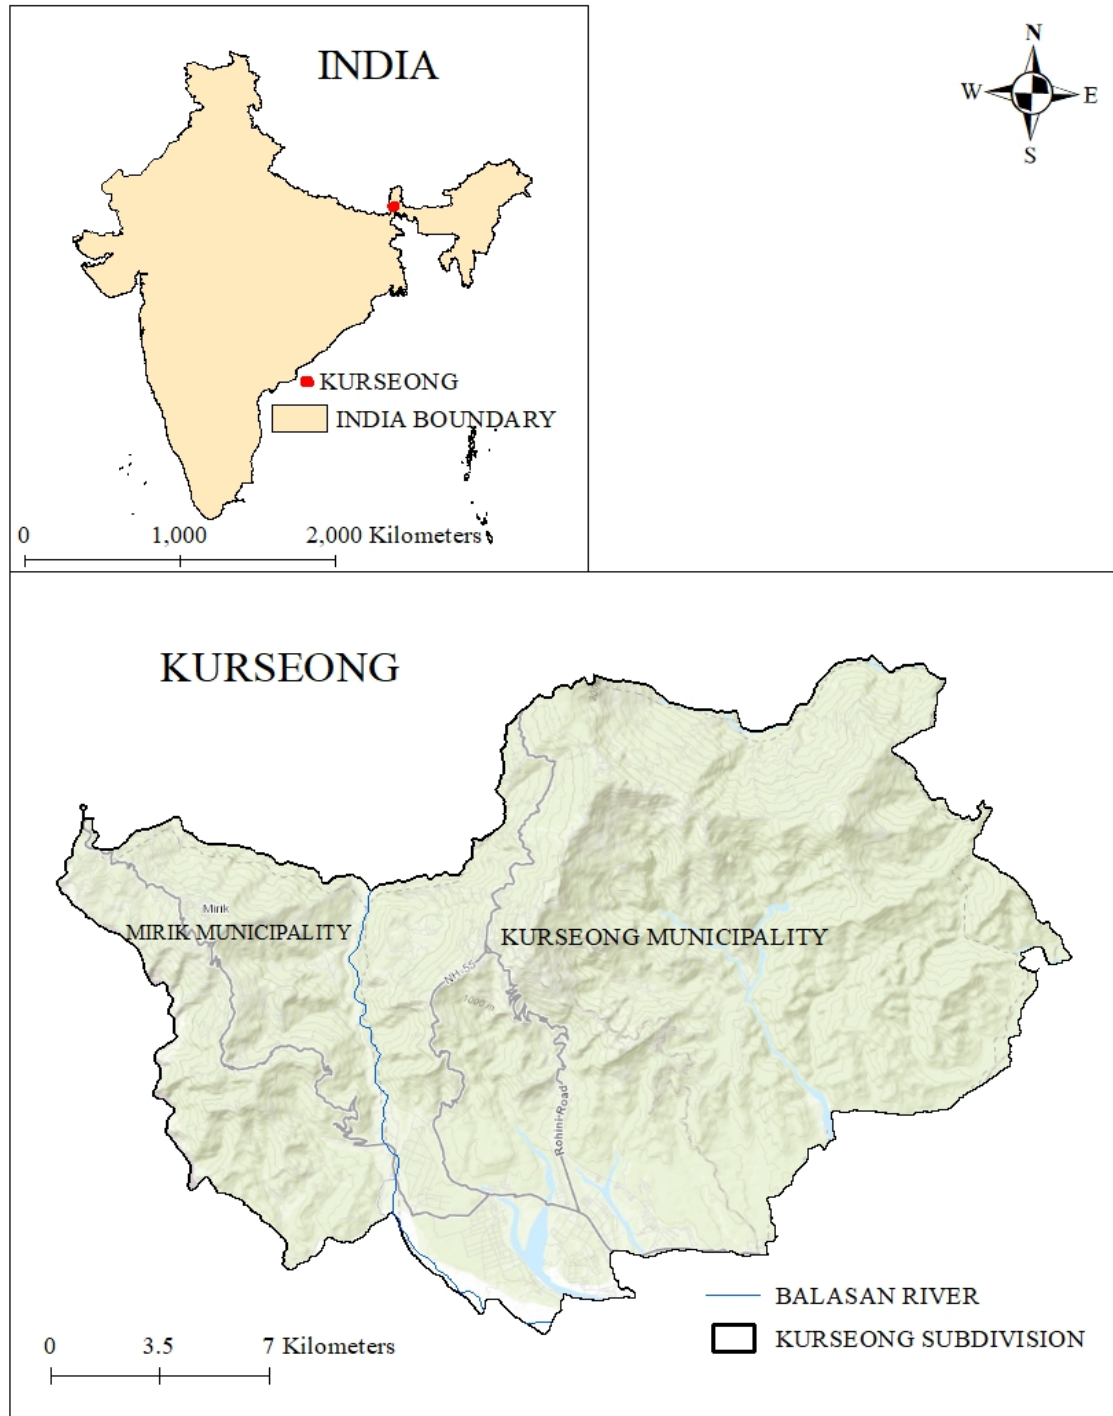 INDIA
N
W E
S
KURSEONG
INDIA BOUNDARY
0 1,000 2,000 Kilometers
KURSEONG
Mirik
MIRIK MUNICIPALITY
KURSEONG MUNICIPALITY
NH-55
1000 m
Rohini Road
BALASAN RIVER
KURSEONG SUBDIVISION
0 3.5 7 Kilometers